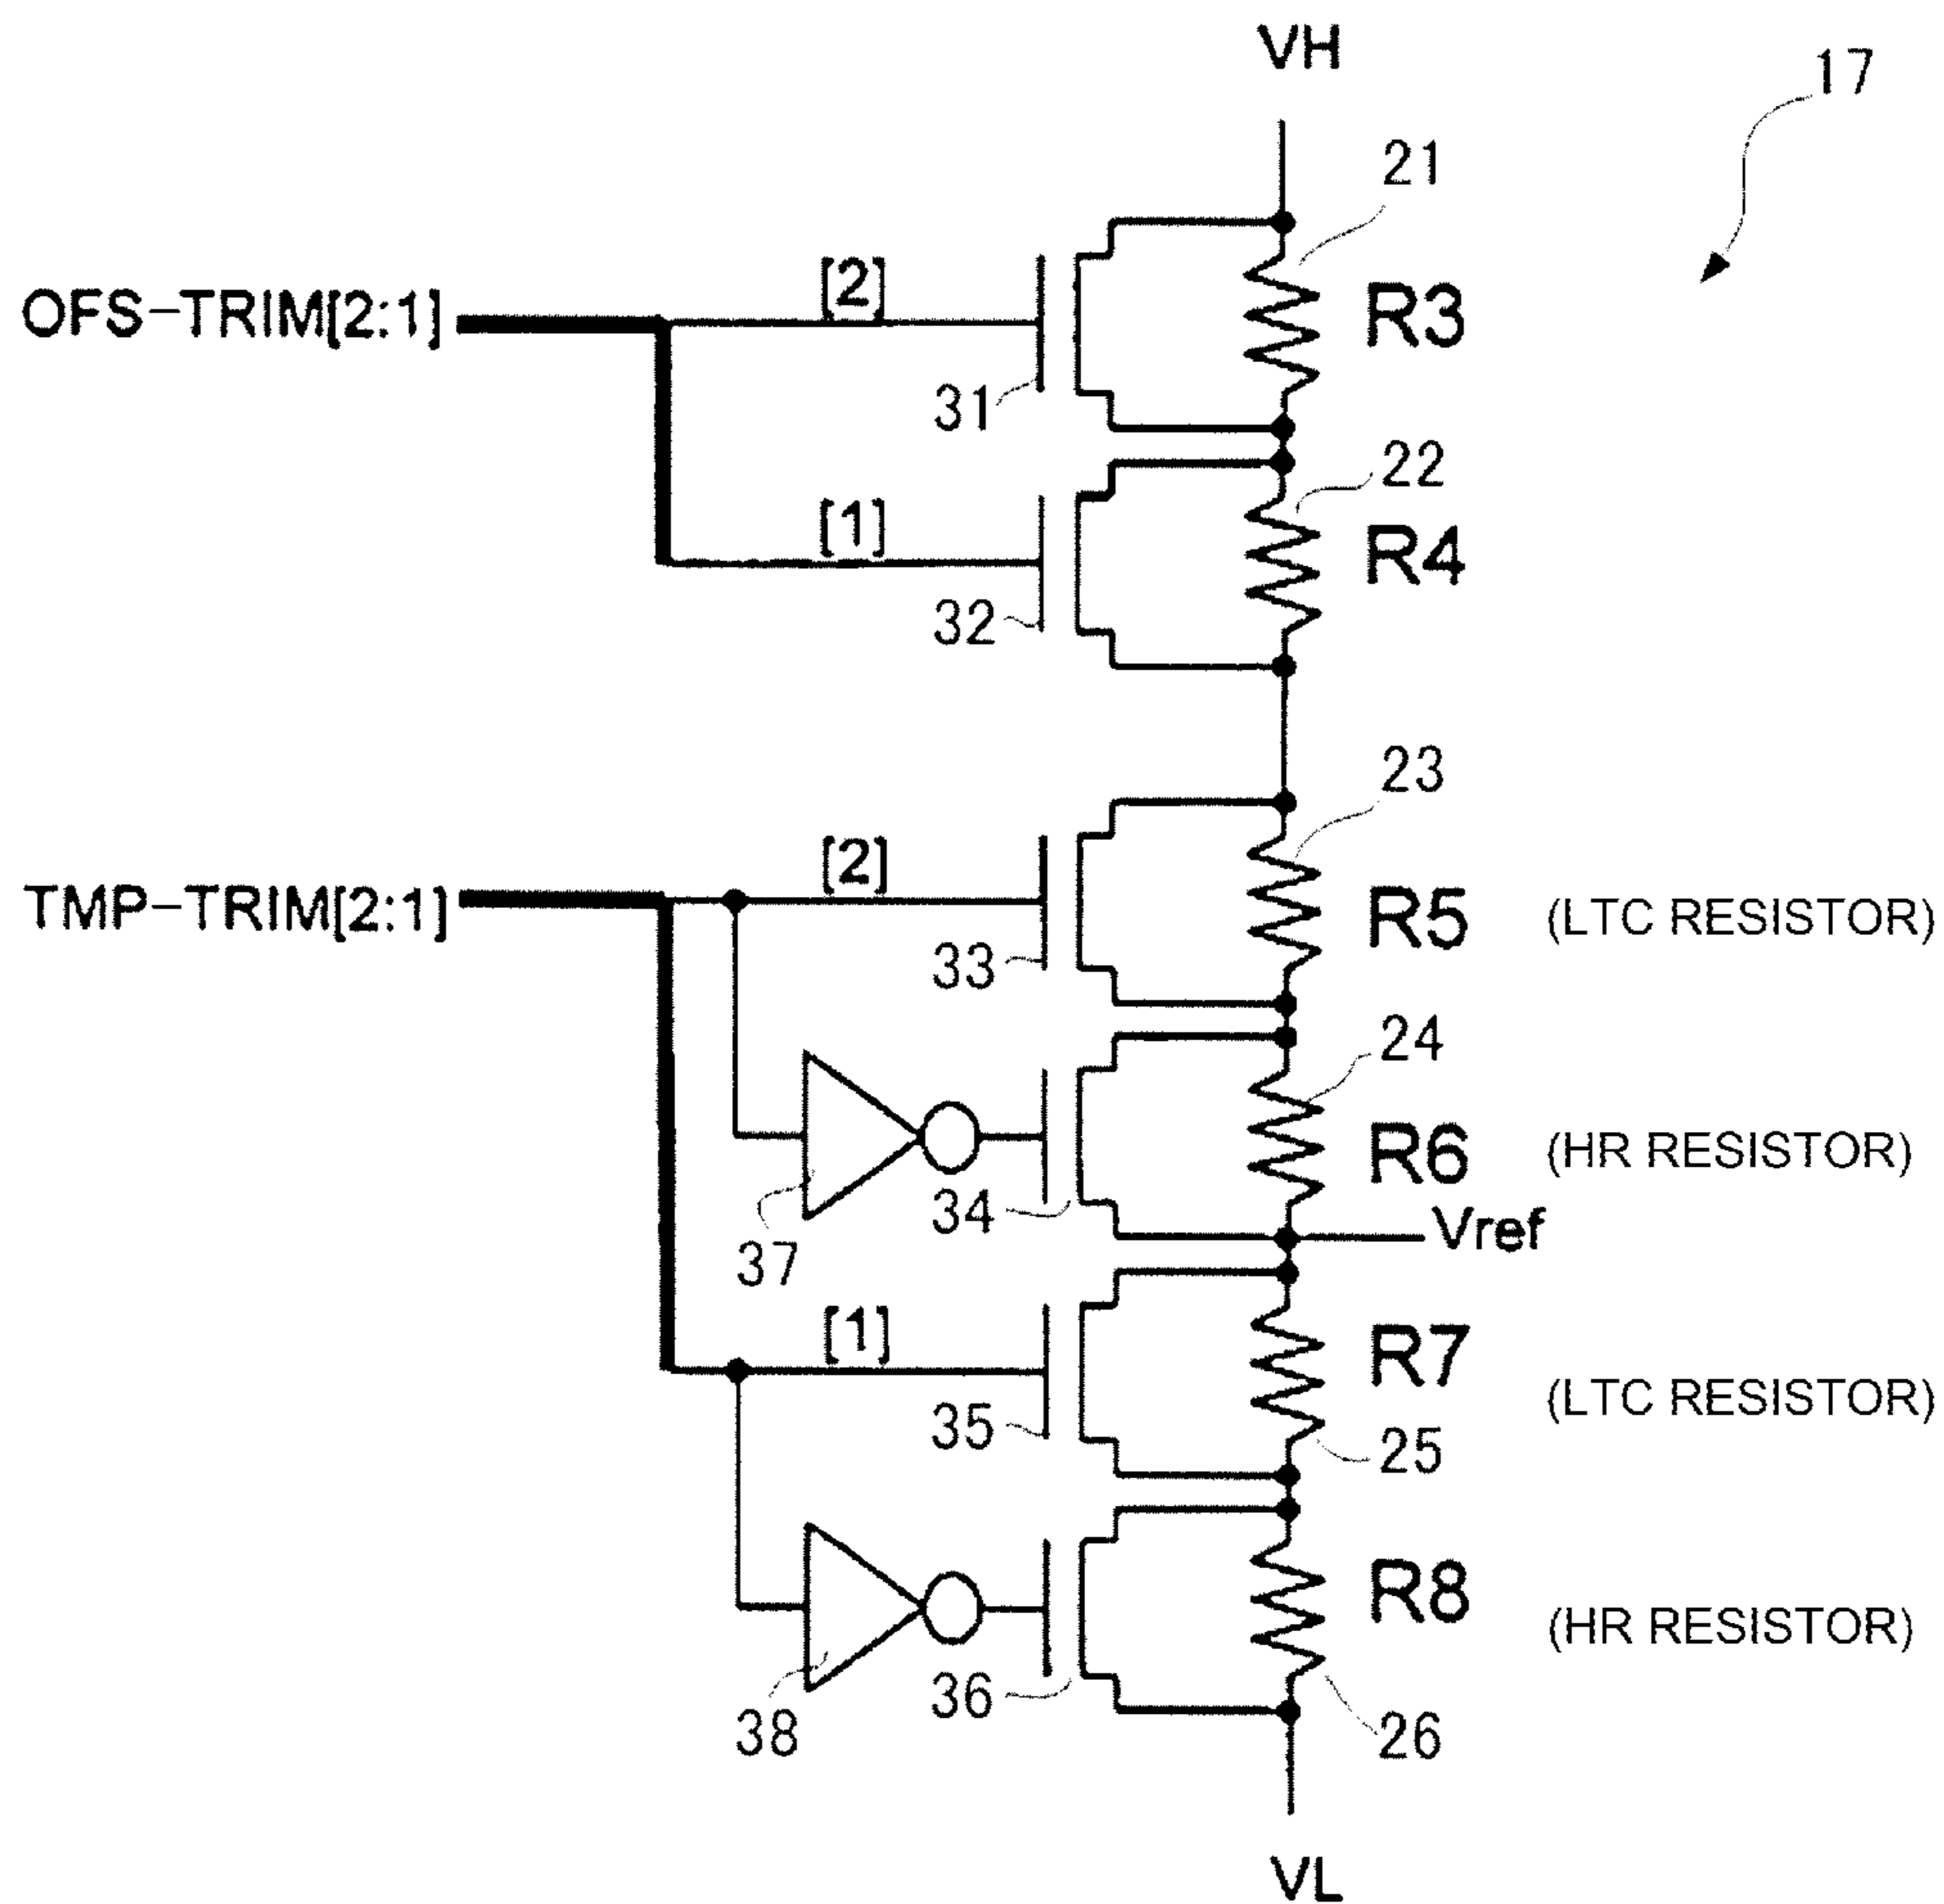 VH
17
21
OFS-TRIM[2:1]
[2]
R3
31
22
[1]
R4
32
23
TMP-TRIM[2:1]
[2]
R5
(LTC RESISTOR)
33
24
R6
(HR RESISTOR)
34
Vref
37
[1]
R7
(LTC RESISTOR)
35
25
R8
(HR RESISTOR)
36
38
26
VL